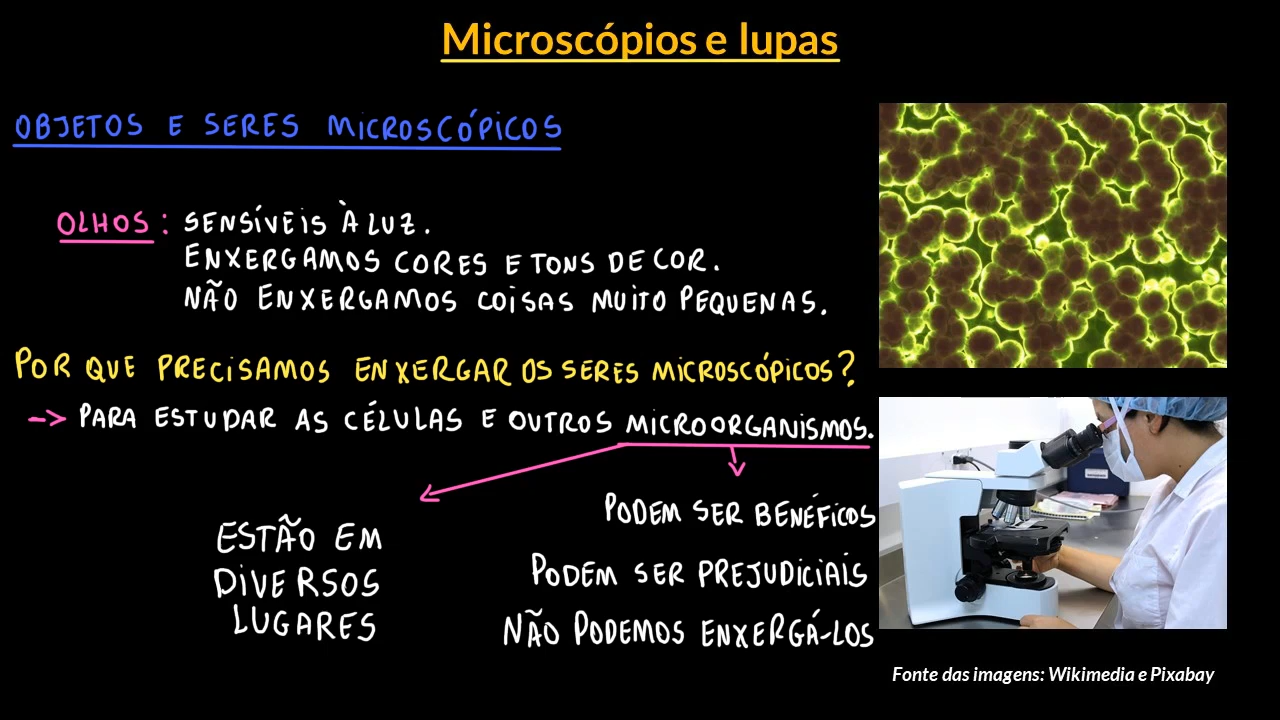 Microscópios e lupas
OBJETOS E SERES MICROSCÓPICOS
OLHOS: SENSÍVEIS À LUZ.
ENXERGAMOS CORES E TONS DE COR.
NÃO ENXERGAMOS COISAS MUITO PEQUENAS.
POR QUE PRECISAMOS ENXERGAR OS SERES MICROSCÓPICOS?
-> PARA ESTUDAR AS CÉLULAS E OUTROS MICROORGANISMOS.
ESTÃO EM
DIVERSOS
LUGARES
PODEM SER BENÉFICOS
PODEM SER PREJUDICIAIS
NÃO PODEMOS ENXERGÁ-LOS
Fonte das imagens: Wikimedia e Pixabay